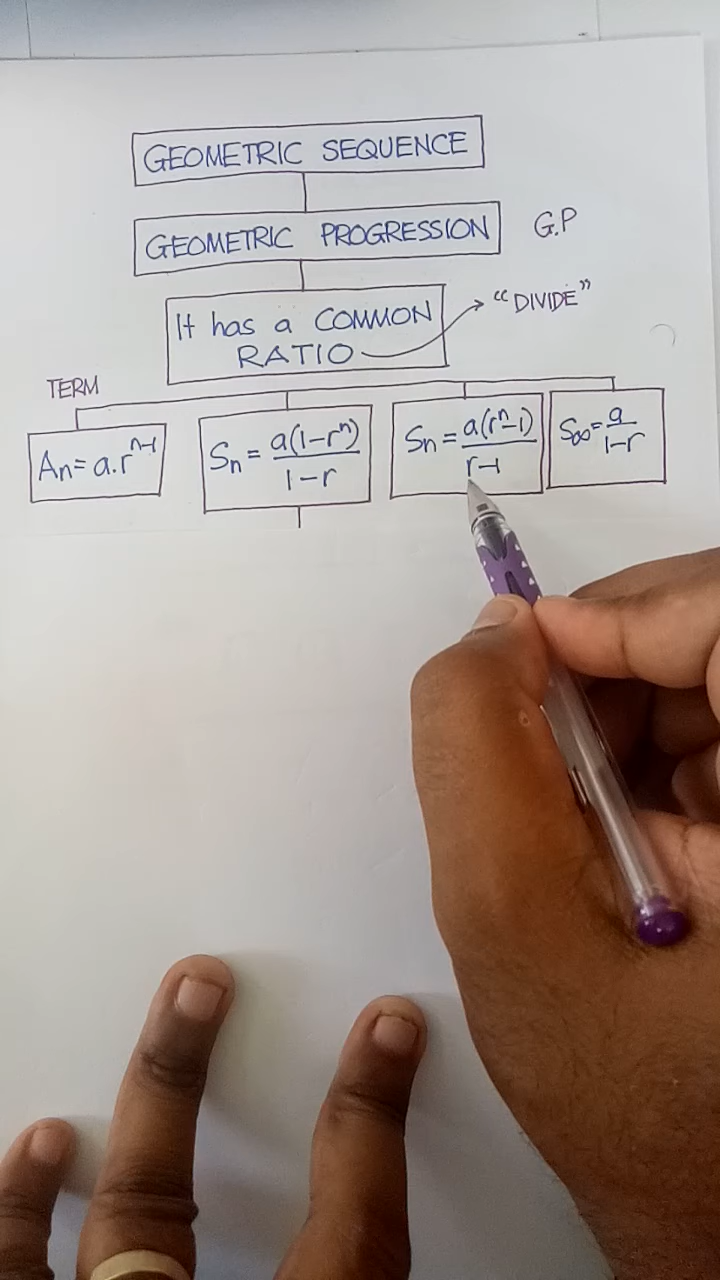 GEOMETRIC SEQUENCE
GEOMETRIC PROGRESSION G.P
It has a COMMON
RATIO
“DIVIDE”
TERM
An = a.r^(n-1)
Sn = a(1-r^n)/(1-r)
Sn = a(r^n-1)/(r-1)
S∞ = a/(1-r)